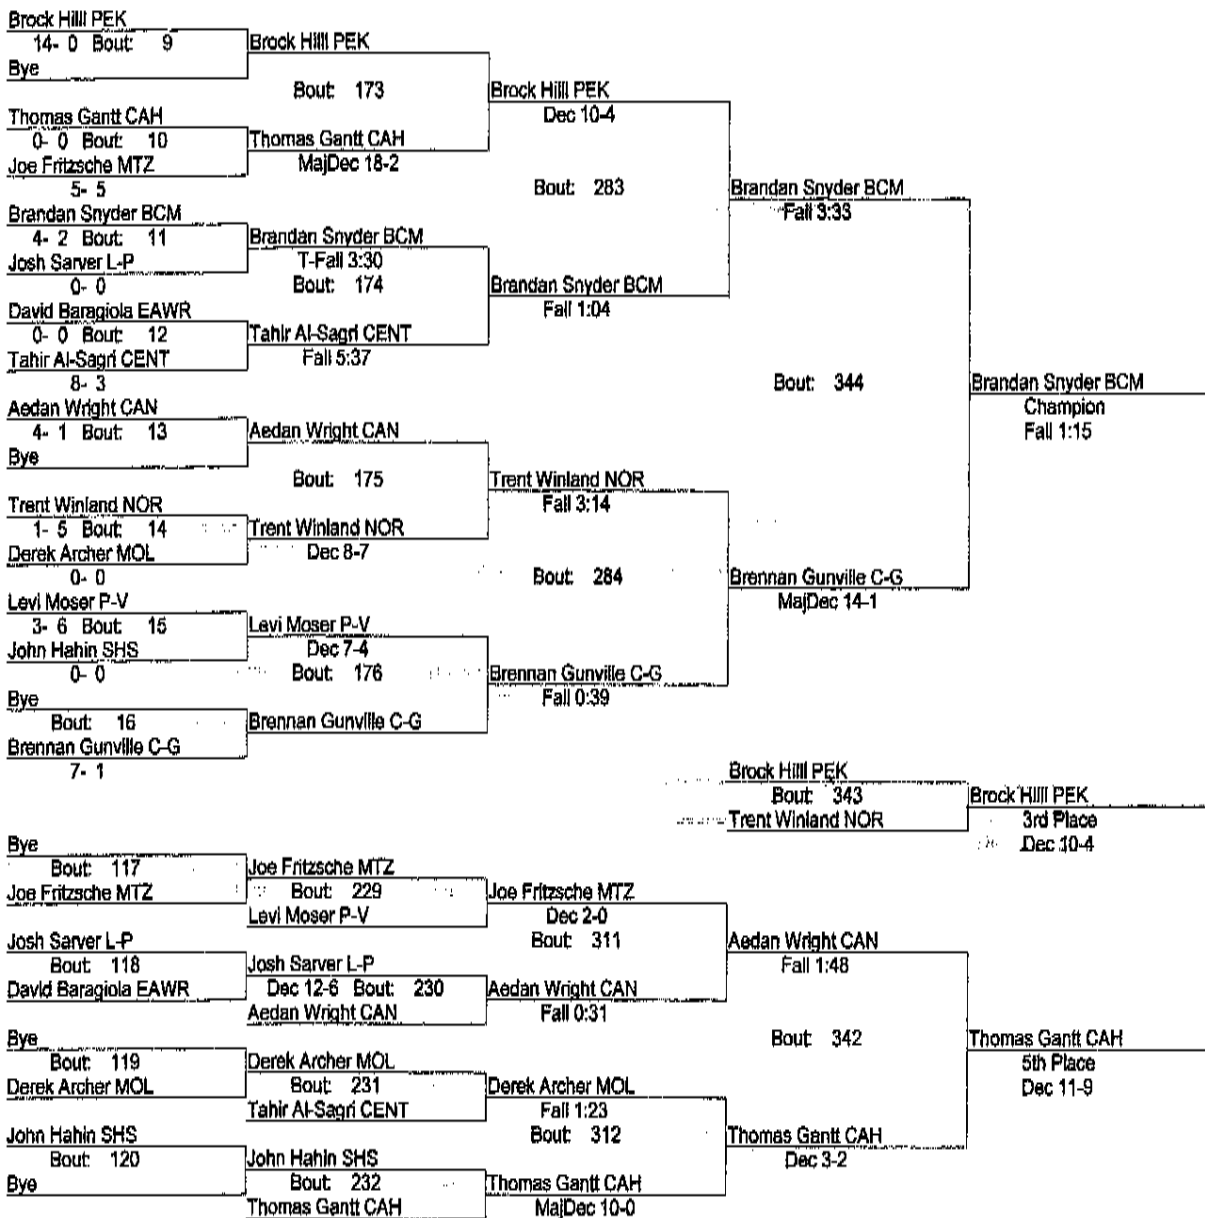 Brock Hilll PEK
14- 0 Bout: 9
Bye
Brock Hilll PEK
Bout: 173
Thomas Gantt CAH
0- 0 Bout: 10
Joe Fritzsche MTZ
5- 5
Thomas Gantt CAH
MajDec 18-2
Brock Hilll PEK
Dec 10-4
Bout: 283
Brandan Snyder BCM
4- 2 Bout: 11
Josh Sarver L-P
0- 0
Brandan Snyder BCM
T-Fall 3:30
Bout: 174
David Baragiola EAWR
0- 0 Bout: 12
Tahir Al-Sagri CENT
8- 3
Tahir Al-Sagri CENT
Fall 5:37
Brandan Snyder BCM
Fall 1:04
Brandan Snyder BCM
Fall 3:33
Bout: 344
Aedan Wright CAN
4- 1 Bout: 13
Bye
Aedan Wright CAN
Bout: 175
Trent Winland NOR
1- 5 Bout: 14
Derek Archer MOL
0- 0
Trent Winland NOR
Dec 8-7
Trent Winland NOR
Fall 3:14
Bout: 284
Levi Moser P-V
3- 6 Bout: 15
John Hahin SHS
0- 0
Levi Moser P-V
Dec 7-4
Bout: 176
Bye
Bout: 16
Brennan Gunville C-G
7- 1
Brennan Gunville C-G
Brennan Gunville C-G
Fall 0:39
Brennan Gunville C-G
MajDec 14-1
Brandan Snyder BCM
Champion
Fall 1:15
Brock Hilll PEK
Bout: 343
Trent Winland NOR
Brock Hilll PEK
3rd Place
Dec 10-4
Bye
Bout: 117
Joe Fritzsche MTZ
Joe Fritzsche MTZ
Bout: 229
Levi Moser P-V
Joe Fritzsche MTZ
Dec 2-0
Bout: 311
Josh Sarver L-P
Bout: 118
David Baragiola EAWR
Josh Sarver L-P
Dec 12-6 Bout: 230
Aedan Wright CAN
Aedan Wright CAN
Fall 0:31
Aedan Wright CAN
Fall 1:48
Bout: 342
Bye
Bout: 119
Derek Archer MOL
Derek Archer MOL
Bout: 231
Tahir Al-Sagri CENT
Derek Archer MOL
Fall 1:23
Bout: 312
John Hahin SHS
Bout: 120
Bye
John Hahin SHS
Bout: 232
Thomas Gantt CAH
Thomas Gantt CAH
MajDec 10-0
Thomas Gantt CAH
Dec 3-2
Thomas Gantt CAH
5th Place
Dec 11-9